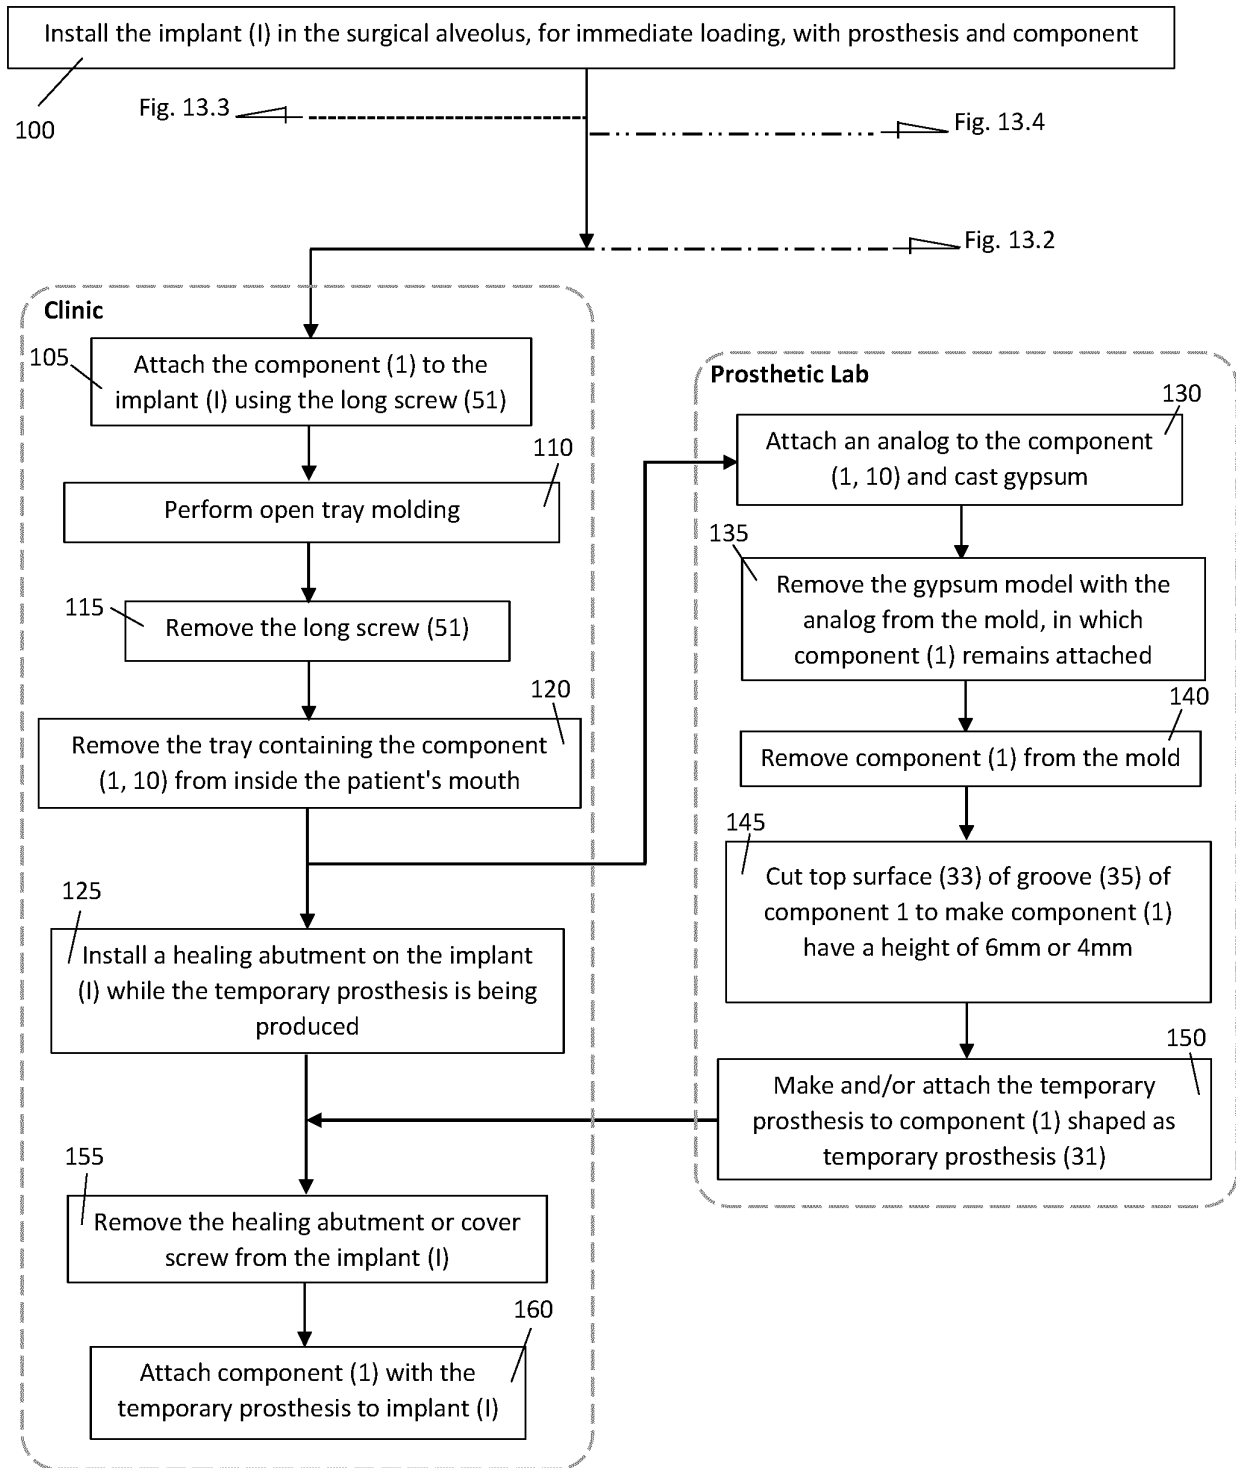 Install the implant (I) in the surgical alveolus, for immediate loading, with prosthesis and component
100
Fig. 13.3
Fig. 13.4
Fig. 13.2
Clinic
105
Attach the component (1) to the
implant (I) using the long screw (51)
110
Perform open tray molding
115
Remove the long screw (51)
120
Remove the tray containing the component
(1, 10) from inside the patient's mouth
125
Install a healing abutment on the implant
(I) while the temporary prosthesis is being
produced
Prosthetic Lab
130
Attach an analog to the component
(1, 10) and cast gypsum
135
Remove the gypsum model with the
analog from the mold, in which
component (1) remains attached
140
Remove component (1) from the mold
145
Cut top surface (33) of groove (35) of
component 1 to make component (1)
have a height of 6mm or 4mm
150
Make and/or attach the temporary
prosthesis to component (1) shaped as
temporary prosthesis (31)
155
Remove the healing abutment or cover
screw from the implant (I)
160
Attach component (1) with the
temporary prosthesis to implant (I)